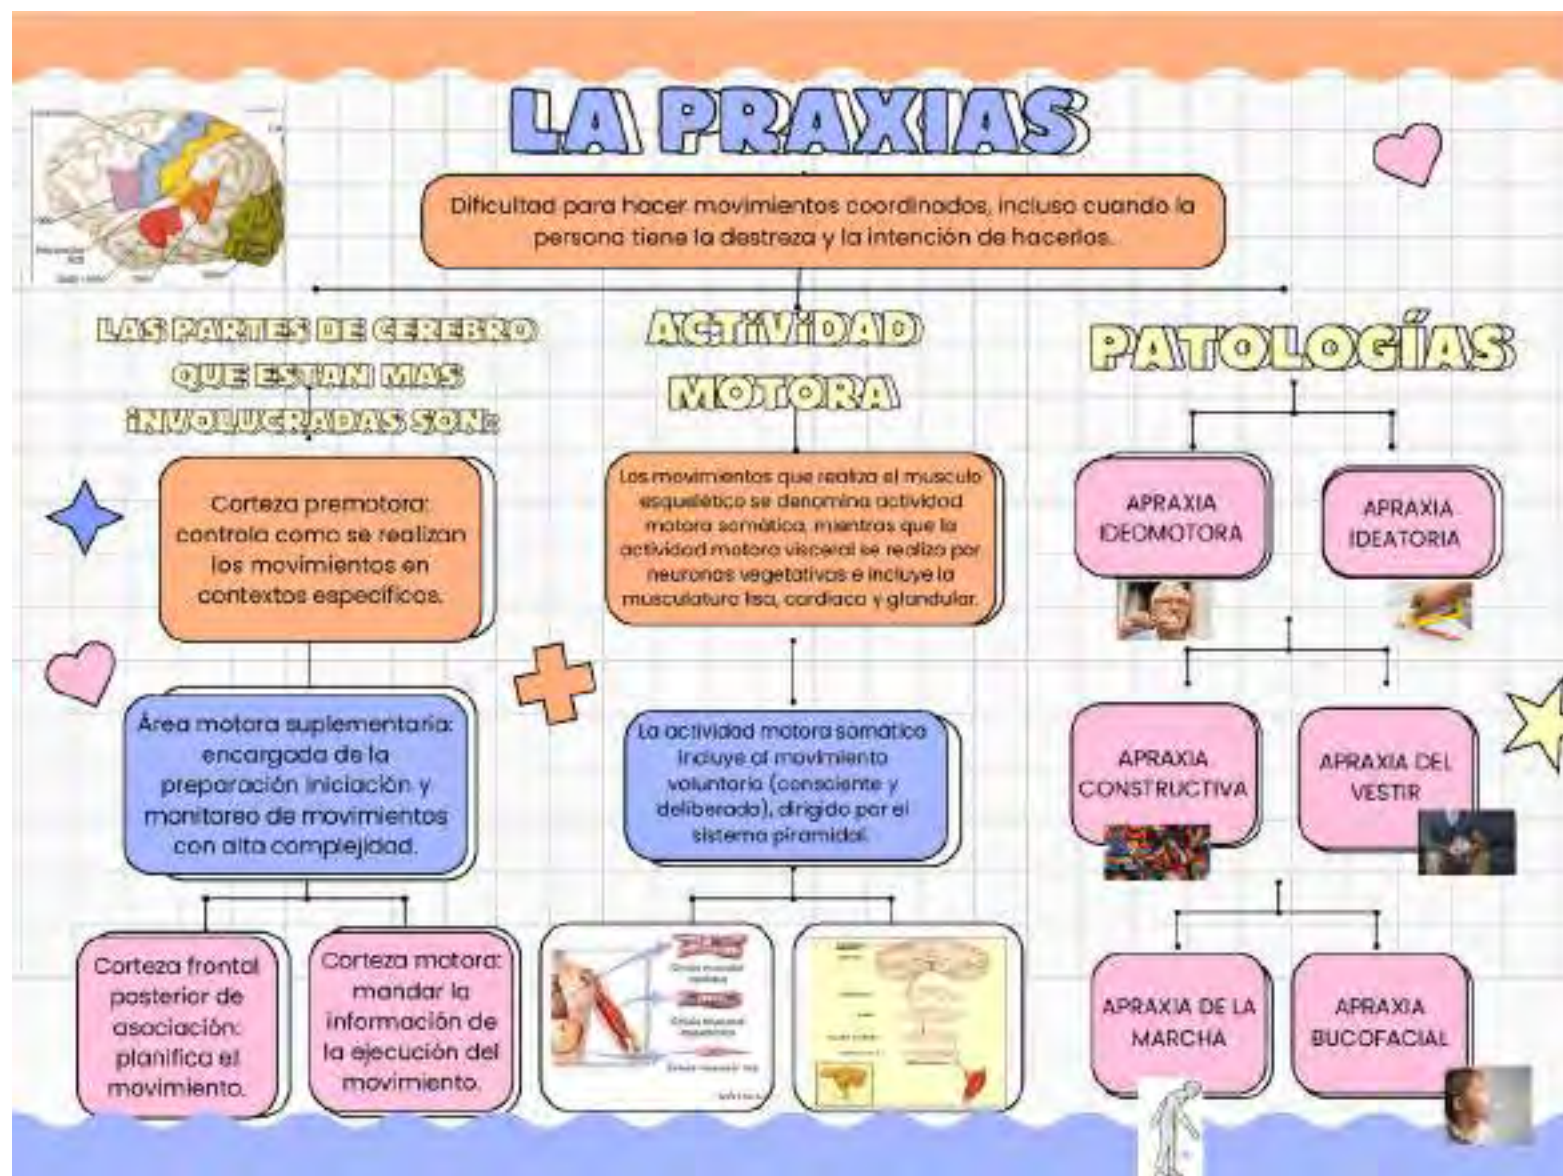 LA PRAXIAS
Dificultad para hacer movimientos coordinados, incluso cuando la
persona tiene la destreza y la intención de hacerlos.
LAS PARTES DE CEREBRO
QUE ESTAN MAS
INVOLUCRADAS SON:
Corteza premotora:
controla como se realizan
los movimientos en
contextos específicos.
Área motora suplementaria:
encargada de la
preparación iniciación y
monitoreo de movimientos
con alta complejidad.
Corteza frontal
posterior de
asociación:
planifica el
movimiento.
Corteza motora:
mandar la
información de
la ejecución del
movimiento.
ACTIVIDAD
MOTORA
Los movimientos que realiza el musculo
esquelético se denomina actividad
motora somática, mientras que la
actividad motora visceral se realiza por
neuronas vegetativas e incluye la
musculatura lisa, cardiaca y glandular.
La actividad motora somática
incluye al movimiento
voluntario (consciente y
deliberado), dirigido por el
sistema piramidal.
PATOLOGÍAS
APRAXIA
IDEOMOTORA
APRAXIA
IDEATORIA
APRAXIA
CONSTRUCTIVA
APRAXIA DEL
VESTIR
APRAXIA DE LA
MARCHA
APRAXIA
BUCOFACIAL